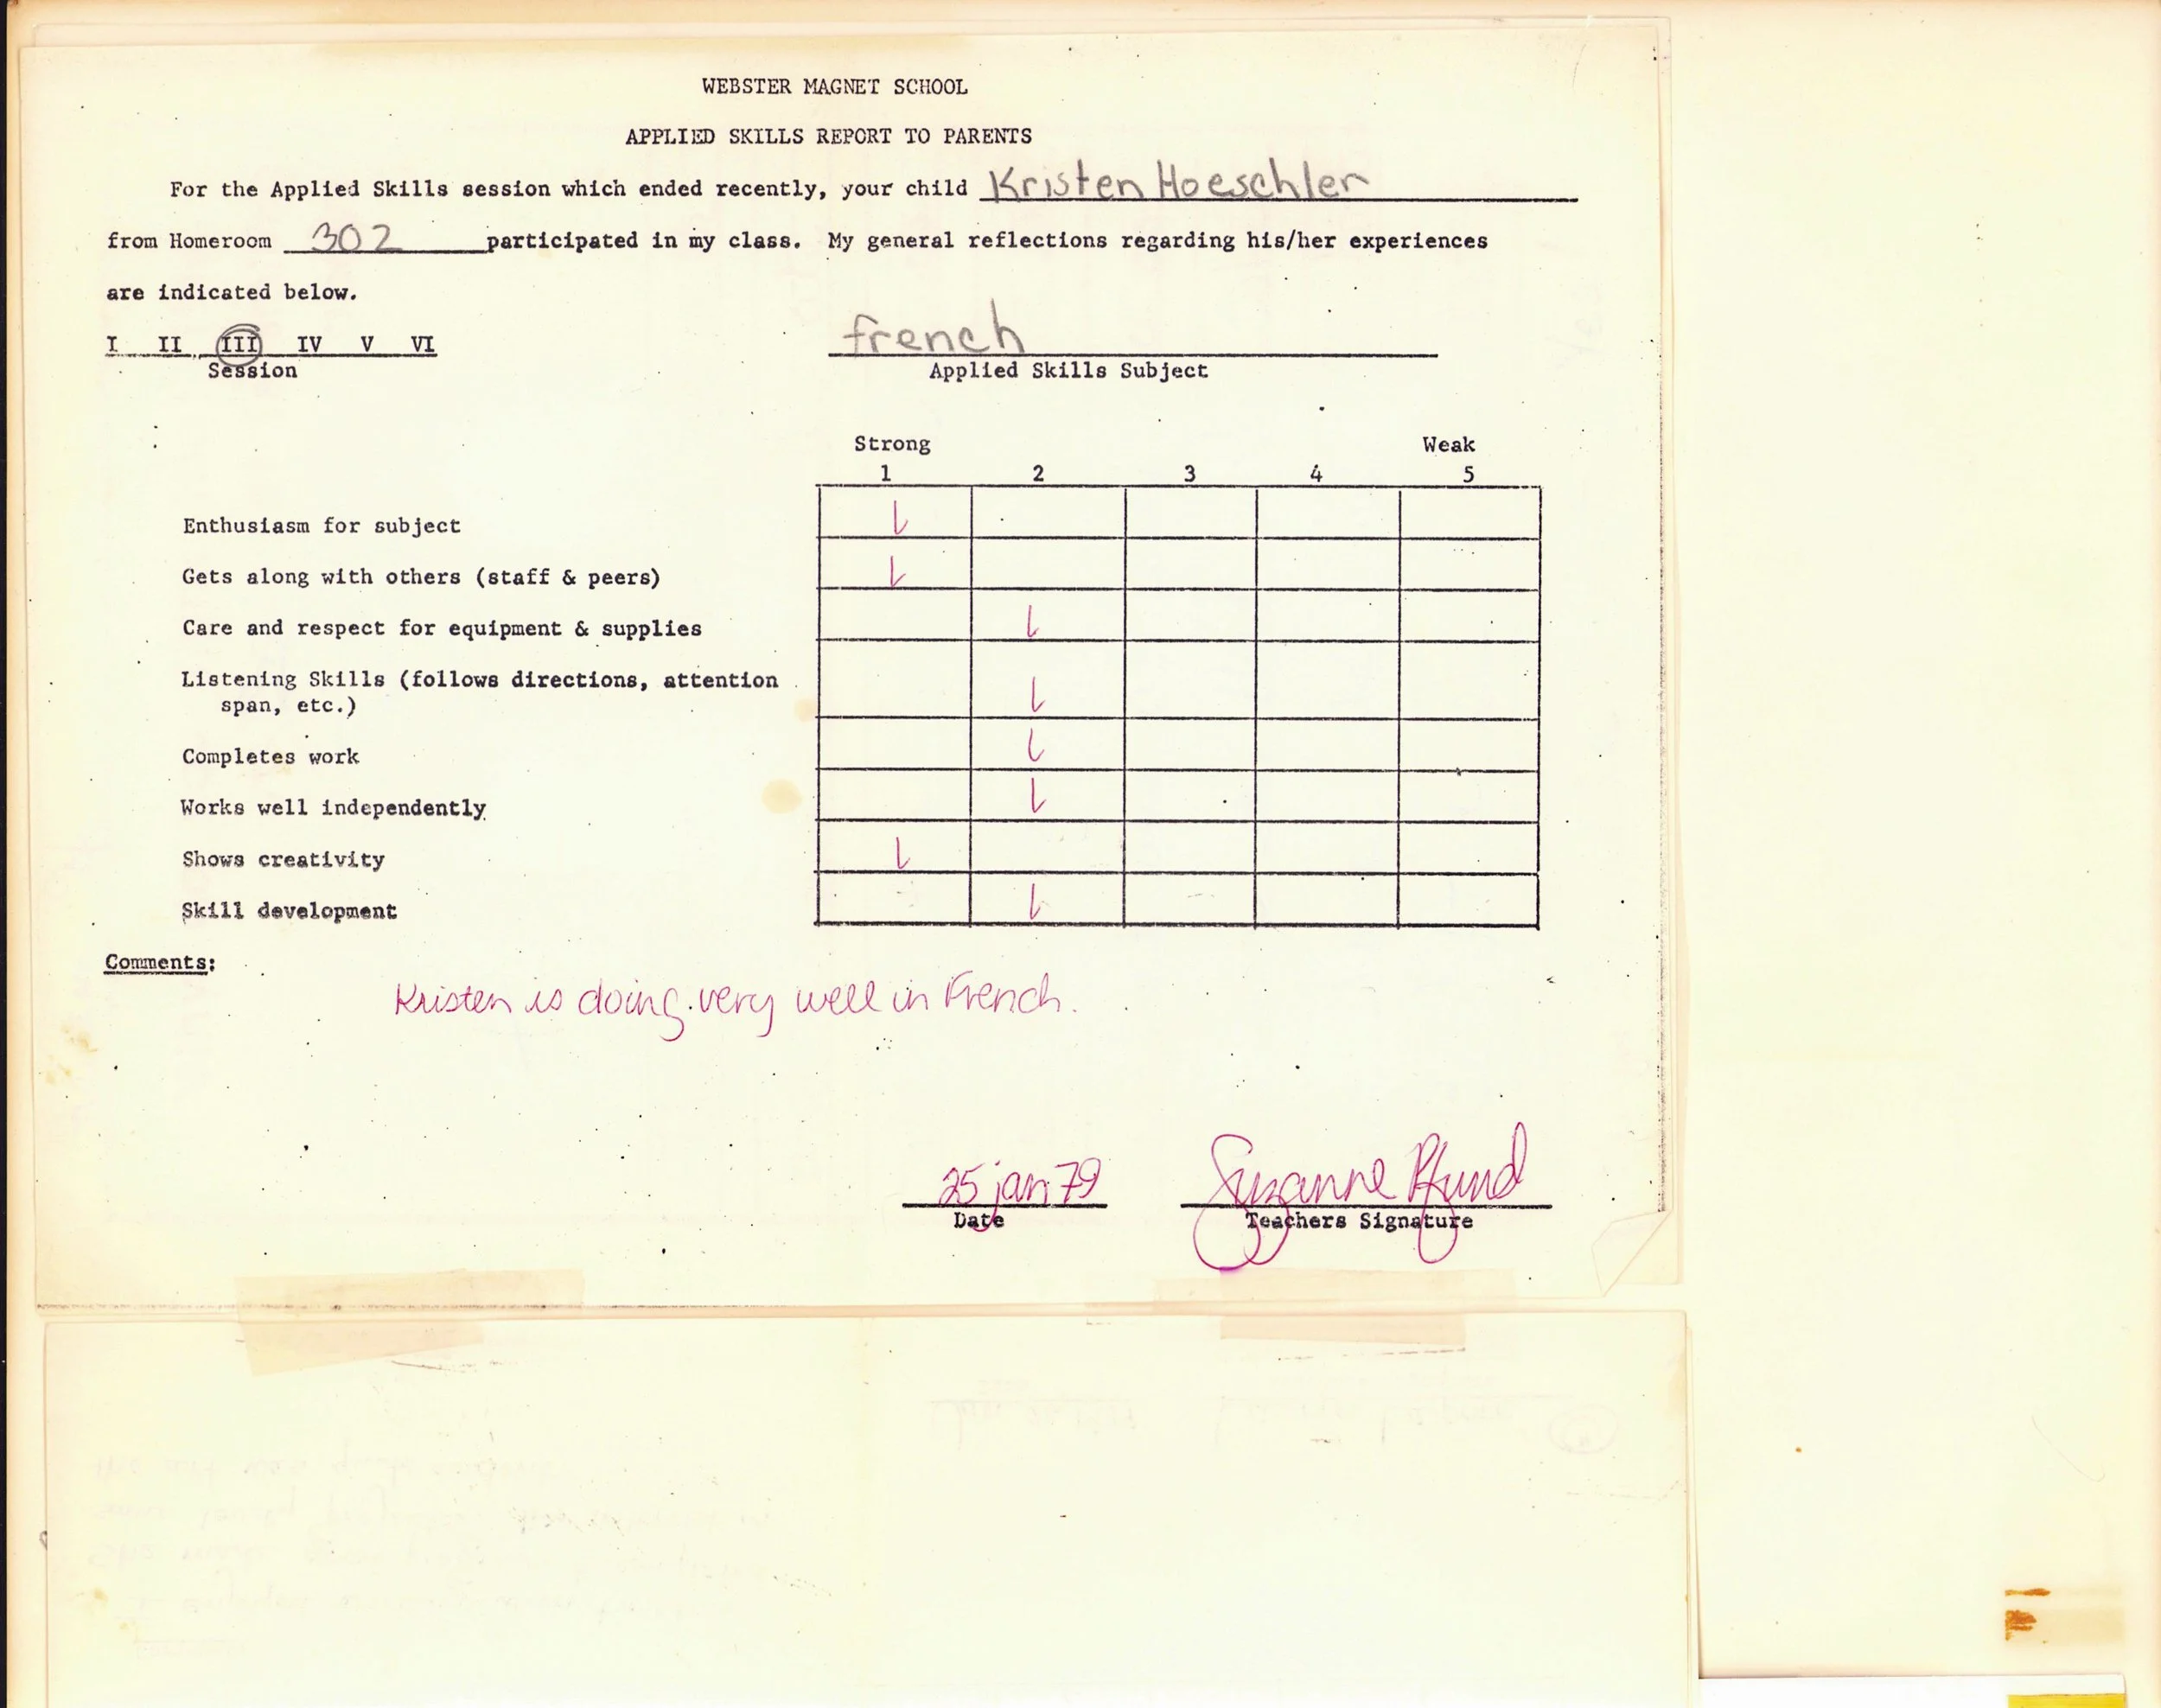 WEBSTER MAGNET SCHOOL
APPLIED SKILLS REPORT TO PARENTS
For the Applied Skills session which ended recently, your child Kristen Hoeschler
from Homeroom 302 participated in my class. My general reflections regarding his/her experiences
are indicated below.
I II III IV V VI french
Session Applied Skills Subject
Strong Weak
1 2 3 4 5
Enthusiasm for subject
Gets along with others (staff & peers)
Care and respect for equipment & supplies
Listening Skills (follows directions, attention
span, etc.)
Completes work
Works well independently
Shows creativity
Skill development
Comments:
Kristen is doing very well in French.
25 jan 79 Suzanne Pfund
Date Teachers Signature